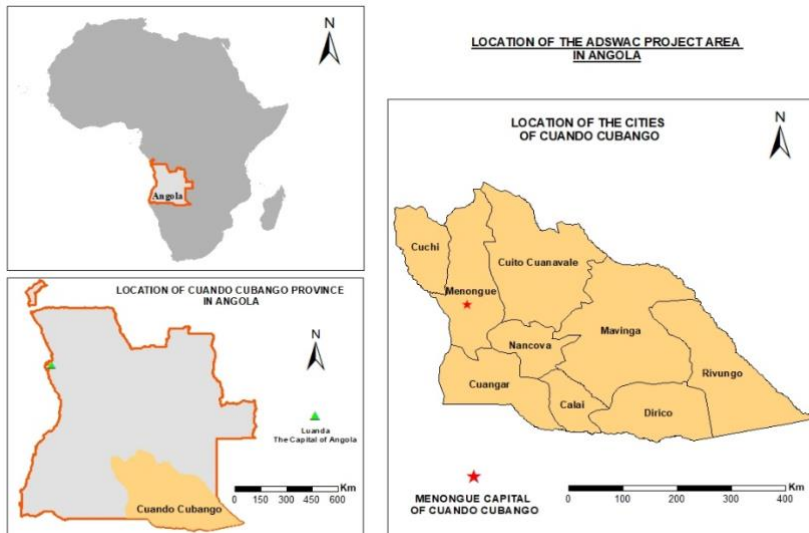 N
Angola
LOCATION OF CUANDO CUBANGO PROVINCE
IN ANGOLA
N
Luanda
The Capital of Angola
Km
0 150 300 450 600
Cuando Cubango
LOCATION OF THE ADSWAC PROJECT AREA
IN ANGOLA
LOCATION OF THE CITIES
OF CUANDO CUBANGO
N
Cuchi
Cuito Cuanavale
Menongue
Mavinga
Nancova
Rivungo
Cuangar
Calai
Dirico
MENONGUE CAPITAL
OF CUANDO CUBANGO
Km
0 100 200 300 400